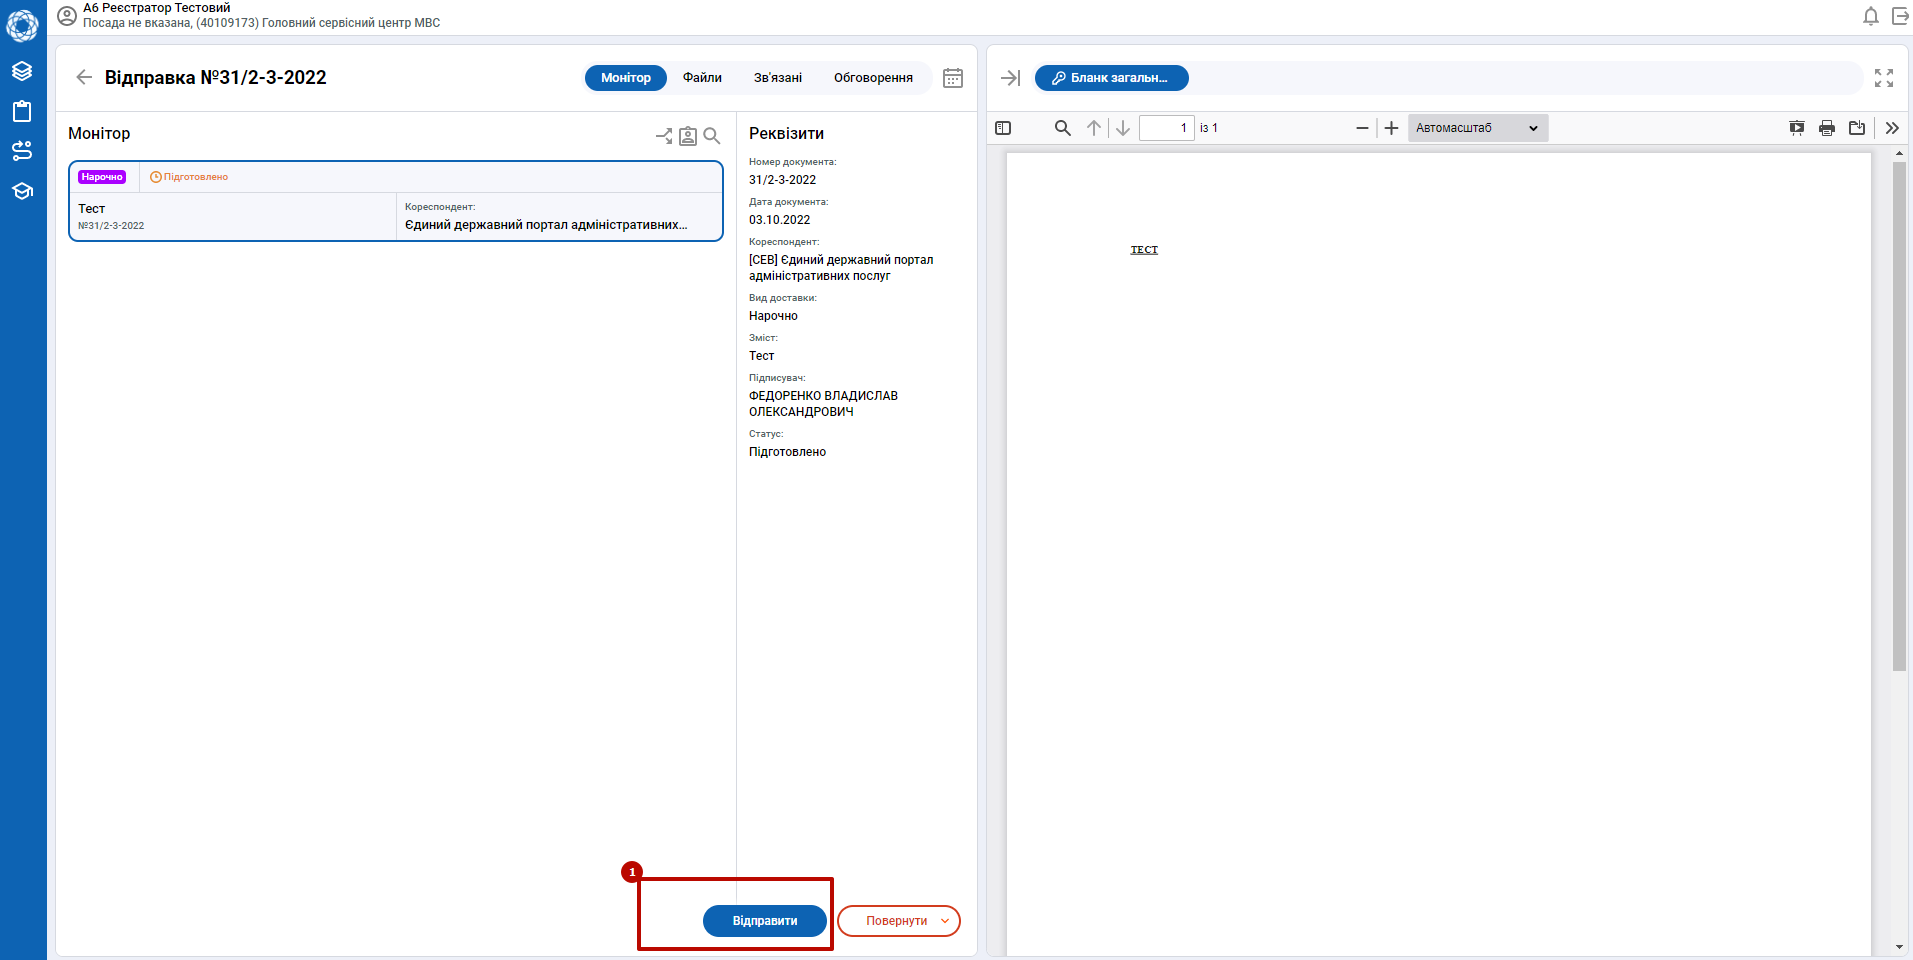 А6 Реєстратор Тестовий
Посада не вказана, (40109173) Головний сервісний центр МВС
Відправка №31/2-3-2022
Монітор
Файли
Зв'язані
Обговорення
Монітор
Нарочно
Підготовлено
Тест
№31/2-3-2022
Кореспондент:
Єдиний державний портал адміністративних...
Реквізити
Номер документа:
31/2-3-2022
Дата документа:
03.10.2022
Кореспондент:
[СЕВ] Єдиний державний портал
адміністративних послуг
Вид доставки:
Нарочно
Зміст:
Тест
Підписувач:
ФЕДОРЕНКО ВЛАДИСЛАВ
ОЛЕКСАНДРОВИЧ
Статус:
Підготовлено
1
Відправити
Повернути
Бланк загальн...
1 із 1
Автомасштаб
ТЕСТ